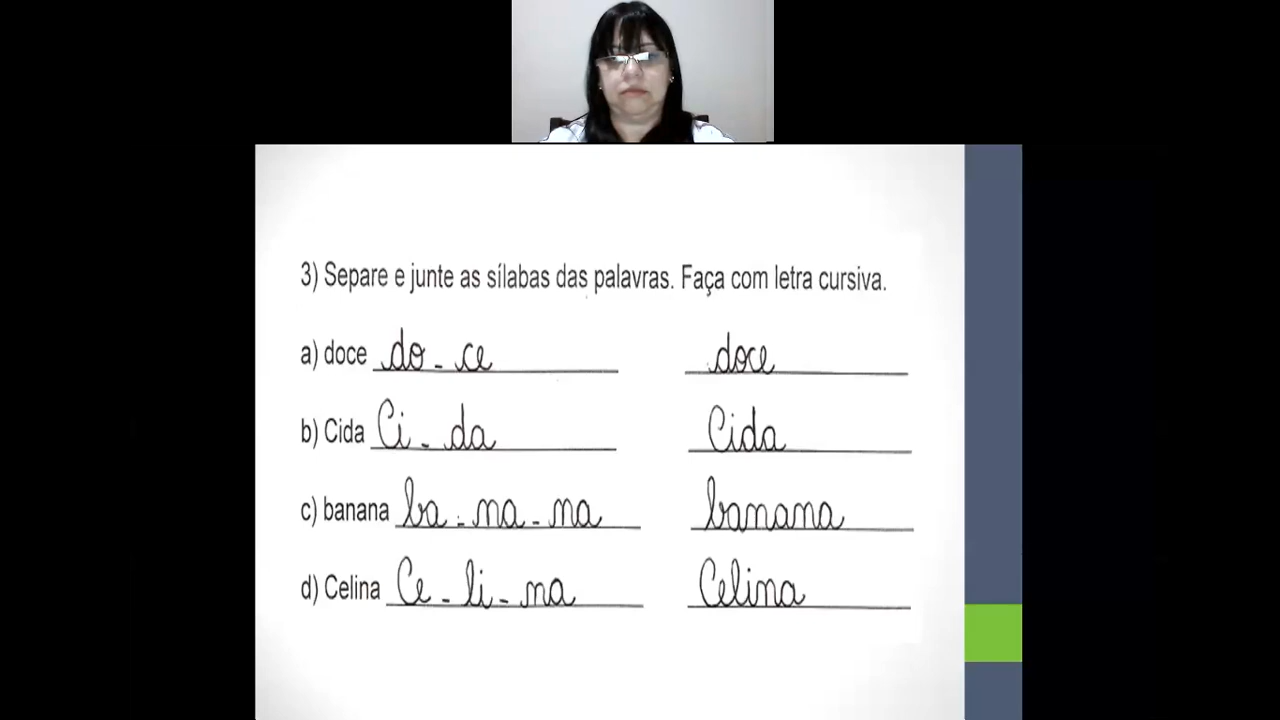 3) Separe e junte as sílabas das palavras. Faça com letra cursiva.
a) doce do - ce doce
b) Cida Ci - da Cida
c) banana ba - na - na banana
d) Celina Ce - li - na Celina